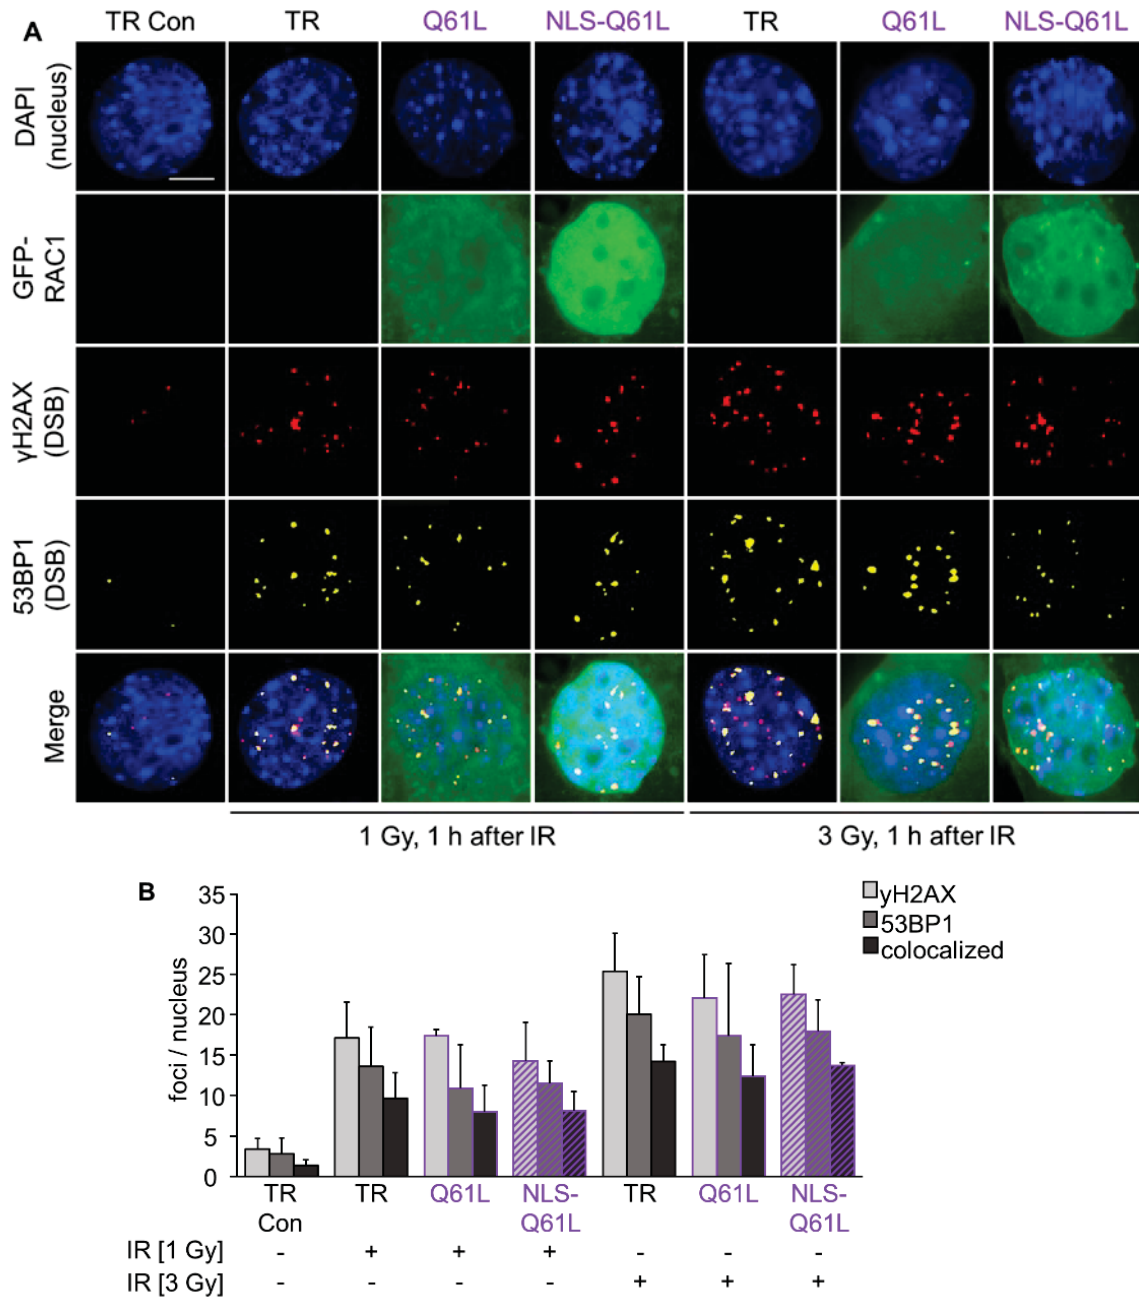 A
TR Con TR Q61L NLS-Q61L TR Q61L NLS-Q61L
DAPI
(nucleus)
GFP-
RAC1
γH2AX
(DSB)
53BP1
(DSB)
Merge
1 Gy, 1 h after IR 3 Gy, 1 h after IR
B
foci / nucleus
35
30
25
20
15
10
5
0
yH2AX
53BP1
colocalized
TR TR Q61L NLS- TR Q61L NLS-
Con Q61L Q61L
IR [1 Gy] - + + + - - -
IR [3 Gy] - - - - + + +